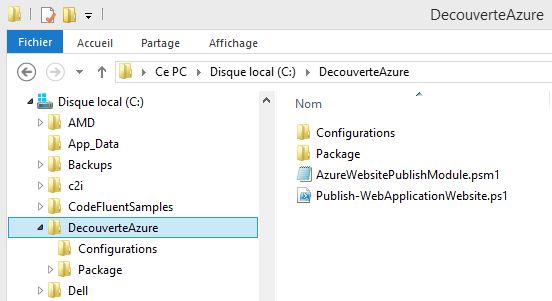 DecouverteAzure
Fichier Accueil Partage Affichage
Ce PC Disque local (C:) DecouverteAzure
Disque local (C:)
AMD
App_Data
Backups
c2i
CodeFluentSamples
DecouverteAzure
Configurations
Package
Dell
Nom
Configurations
Package
AzureWebsitePublishModule.psm1
Publish-WebApplicationWebsite.ps1